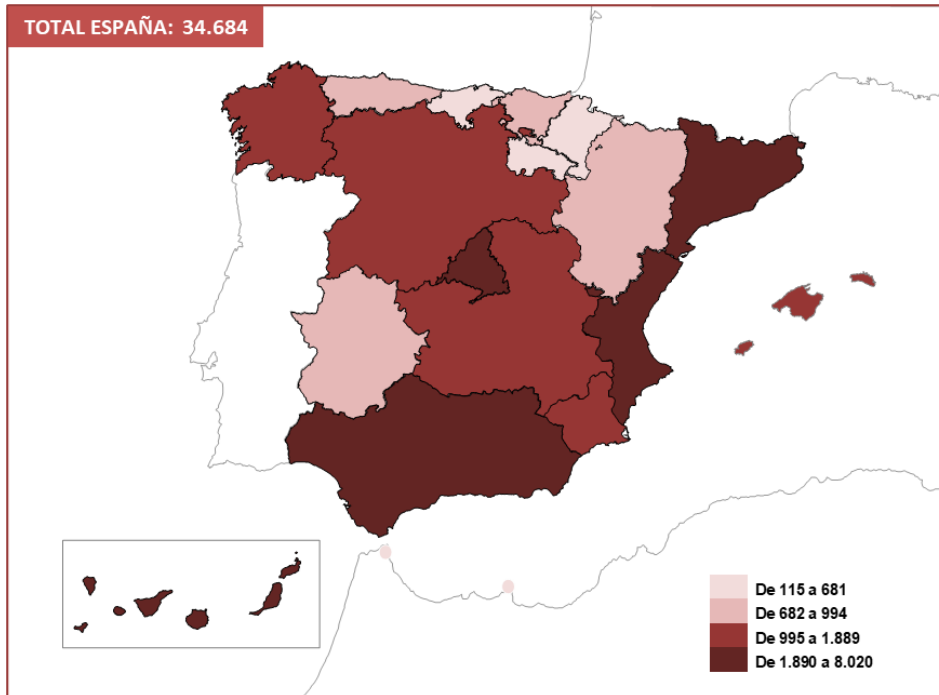 TOTAL ESPAÑA: 34.684
De 115 a 681
De 682 a 994
De 995 a 1.889
De 1.890 a 8.020